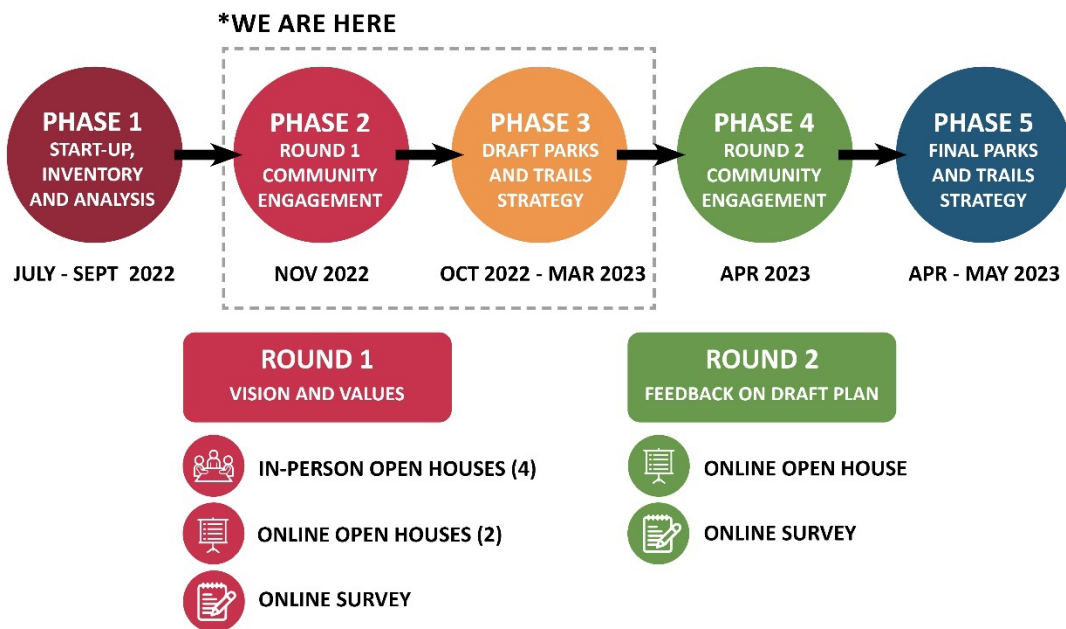 *WE ARE HERE
PHASE 1
START-UP,
INVENTORY
AND ANALYSIS
JULY - SEPT 2022
PHASE 2
ROUND 1
COMMUNITY
ENGAGEMENT
NOV 2022
PHASE 3
DRAFT PARKS
AND TRAILS
STRATEGY
OCT 2022 - MAR 2023
PHASE 4
ROUND 2
COMMUNITY
ENGAGEMENT
APR 2023
PHASE 5
FINAL PARKS
AND TRAILS
STRATEGY
APR - MAY 2023
ROUND 1
VISION AND VALUES
IN-PERSON OPEN HOUSES (4)
ONLINE OPEN HOUSES (2)
ONLINE SURVEY
ROUND 2
FEEDBACK ON DRAFT PLAN
ONLINE OPEN HOUSE
ONLINE SURVEY